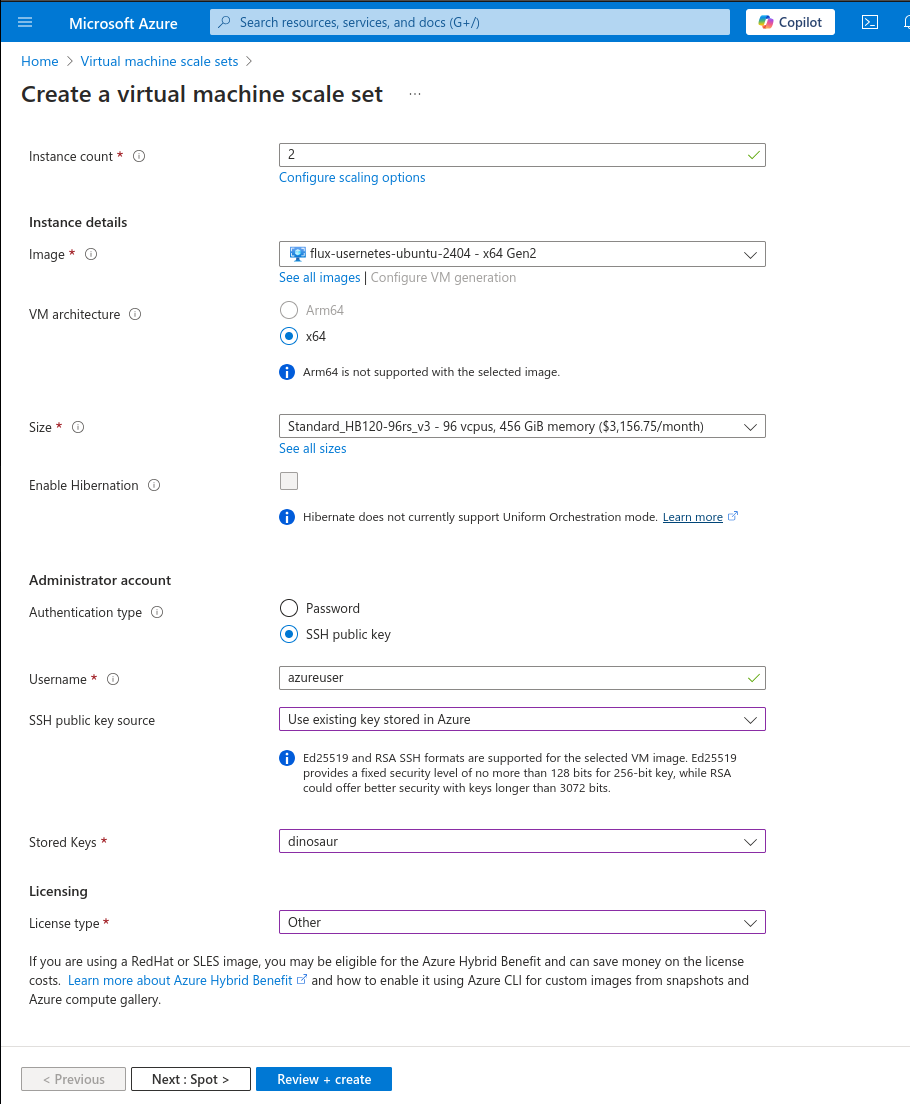 Microsoft Azure
Search resources, services, and docs (G+/)
Copilot
Home > Virtual machine scale sets >
Create a virtual machine scale set ...
Instance count *
2
Configure scaling options
Instance details
Image *
flux-usernetes-ubuntu-2404 - x64 Gen2
See all images | Configure VM generation
VM architecture
Arm64
x64
Arm64 is not supported with the selected image.
Size *
Standard_HB120-96rs_v3 - 96 vcpus, 456 GiB memory ($3,156.75/month)
See all sizes
Enable Hibernation
Hibernate does not currently support Uniform Orchestration mode. Learn more
Administrator account
Authentication type
Password
SSH public key
Username *
azureuser
SSH public key source
Use existing key stored in Azure
Ed25519 and RSA SSH formats are supported for the selected VM image. Ed25519
provides a fixed security level of no more than 128 bits for 256-bit key, while RSA
could offer better security with keys longer than 3072 bits.
Stored Keys *
dinosaur
Licensing
License type *
Other
If you are using a RedHat or SLES image, you may be eligible for the Azure Hybrid Benefit and can save money on the license
costs. Learn more about Azure Hybrid Benefit and how to enable it using Azure CLI for custom images from snapshots and
Azure compute gallery.
< Previous
Next : Spot >
Review + create